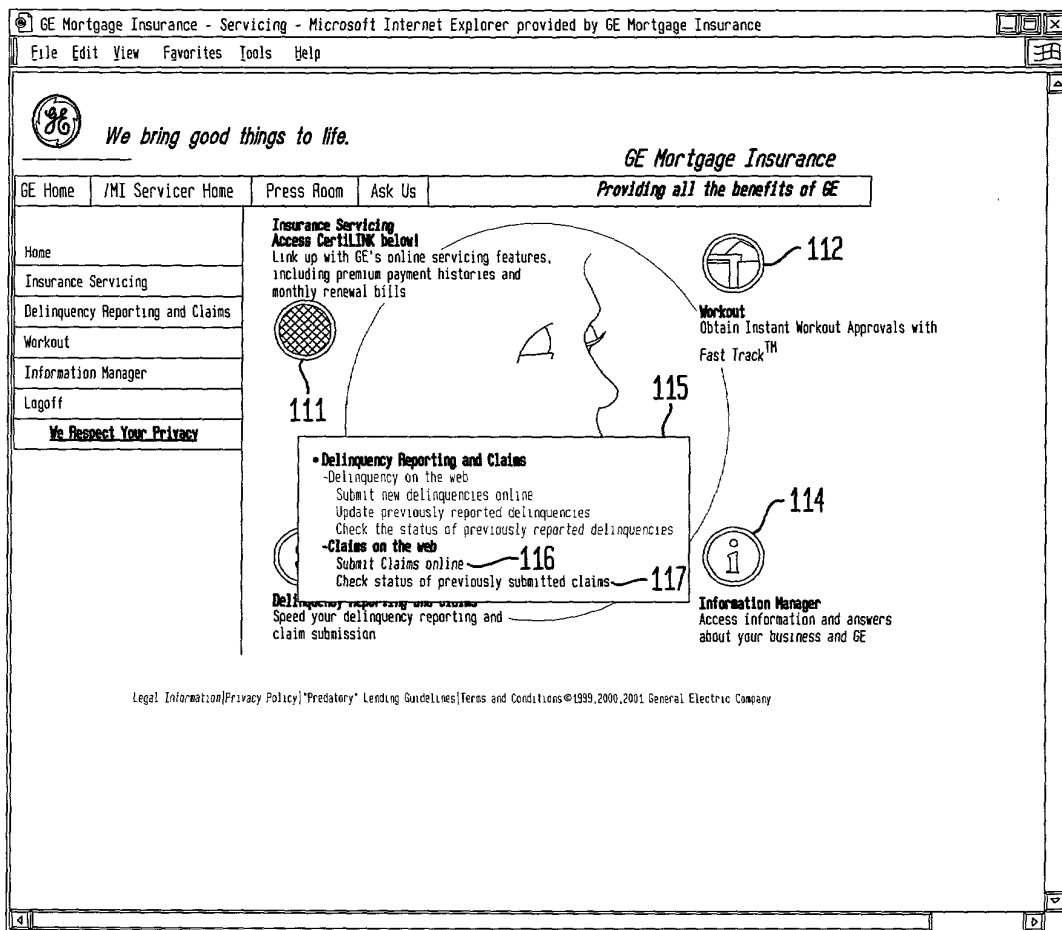 GE Mortgage Insurance - Servicing - Microsoft Internet Explorer provided by GE Mortgage Insurance
File Edit View Favorites Tools Help
GE
We bring good things to life.
GE Mortgage Insurance
GE Home /MI Servicer Home Press Room Ask Us Providing all the benefits of GE
Home
Insurance Servicing
Delinquency Reporting and Claims
Workout
Information Manager
Logoff
We Respect Your Privacy
Insurance Servicing
Access CertiLINK below!
Link up with GE's online servicing features,
including premium payment histories and
monthly renewal bills
111
112
Workout
Obtain Instant Workout Approvals with
Fast Track™
115
•Delinquency Reporting and Claims
-Delinquency on the web
Submit new delinquencies online
Update previously reported delinquencies
Check the status of previously reported delinquencies
-Claims on the web
Submit Claims online 116
Check status of previously submitted claims 117
Delinquency Reporting and Claims
Speed your delinquency reporting and
claim submission
114
i
Information Manager
Access information and answers
about your business and GE
Legal Information|Privacy Policy|"Predatory" Lending Guidelines|Terms and Conditions©1999,2000,2001 General Electric Company